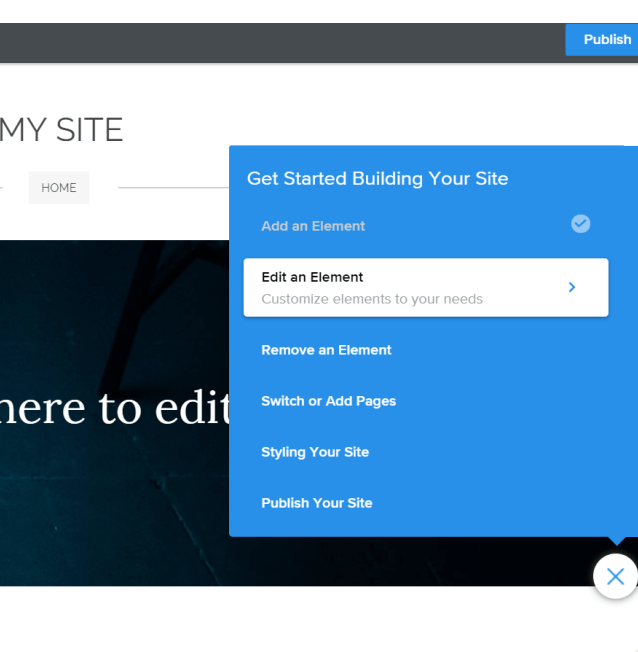 Publish
MY SITE
HOME
Get Started Building Your Site
Add an Element
Edit an Element
Customize elements to your needs
Remove an Element
here to edit
Switch or Add Pages
Styling Your Site
Publish Your Site